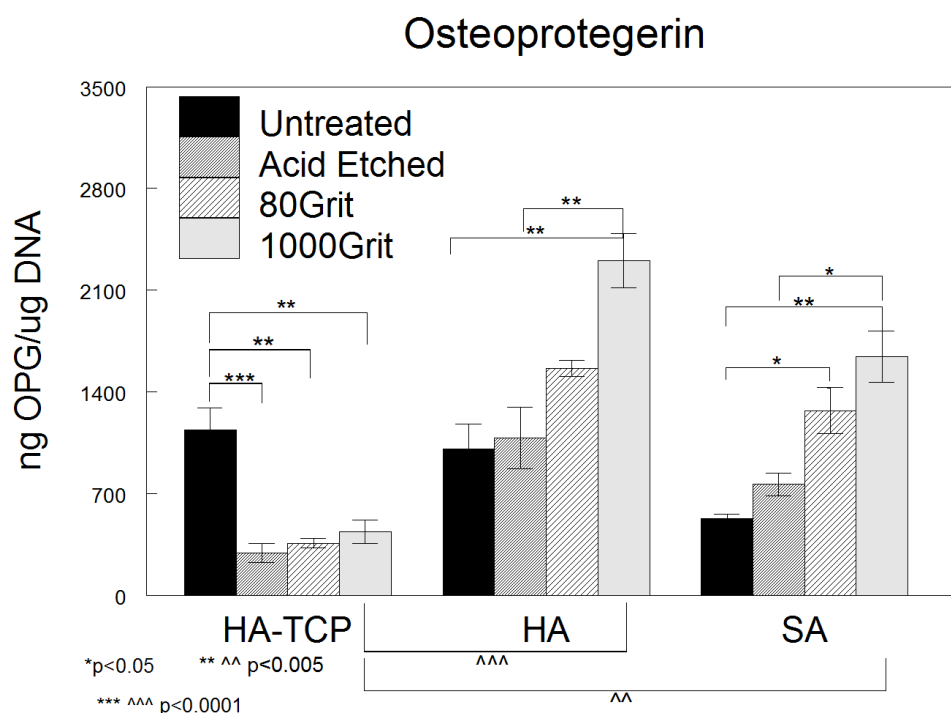 Osteoprotegerin
ng OPG/ug DNA
3500
2800
2100
1400
700
0
Untreated
Acid Etched
80Grit
1000Grit
**
**
***
**
**
*
**
*
HA-TCP HA SA
*p<0.05 ** ^^ p<0.005 ^^^
^^
*** ^^^ p<0.0001